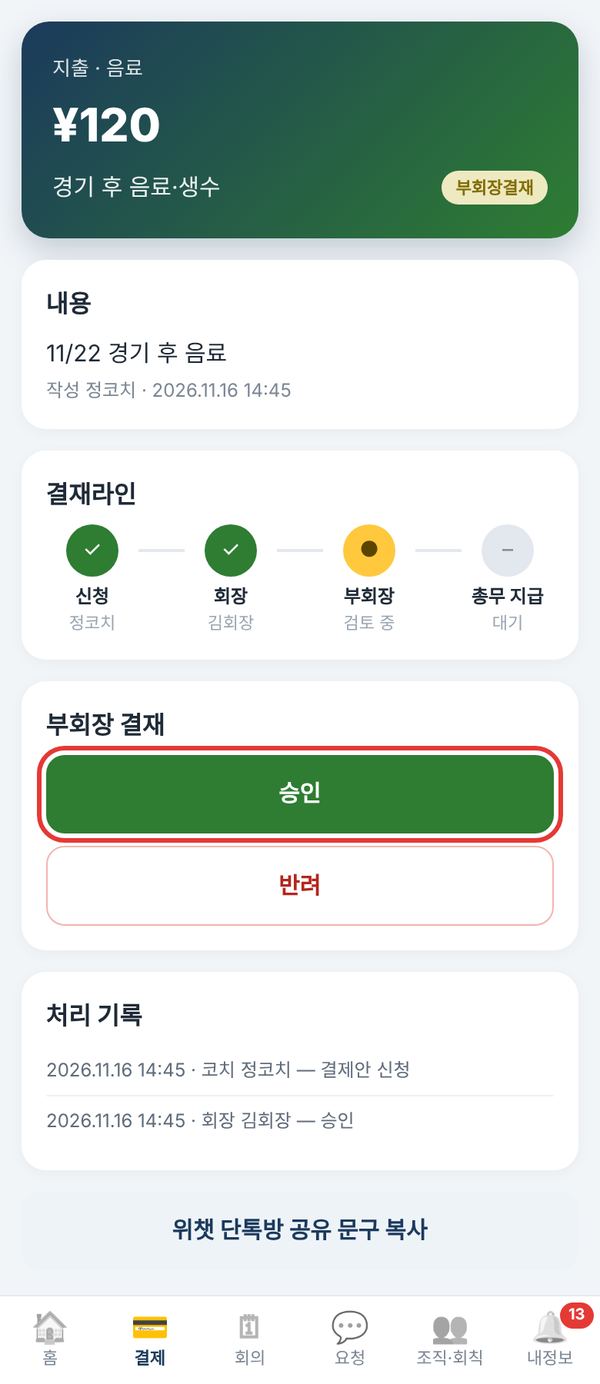 지출 · 음료
¥120
경기 후 음료·생수
부회장결재
내용
11/22 경기 후 음료
작성 정코치 · 2026.11.16 14:45
결재라인
신청
정코치
회장
김회장
부회장
검토 중
총무 지급
대기
부회장 결재
승인
반려
처리 기록
2026.11.16 14:45 · 코치 정코치 — 결제안 신청
2026.11.16 14:45 · 회장 김회장 — 승인
위챗 단톡방 공유 문구 복사
13
홈
결제
회의
요청
조직·회칙
내정보